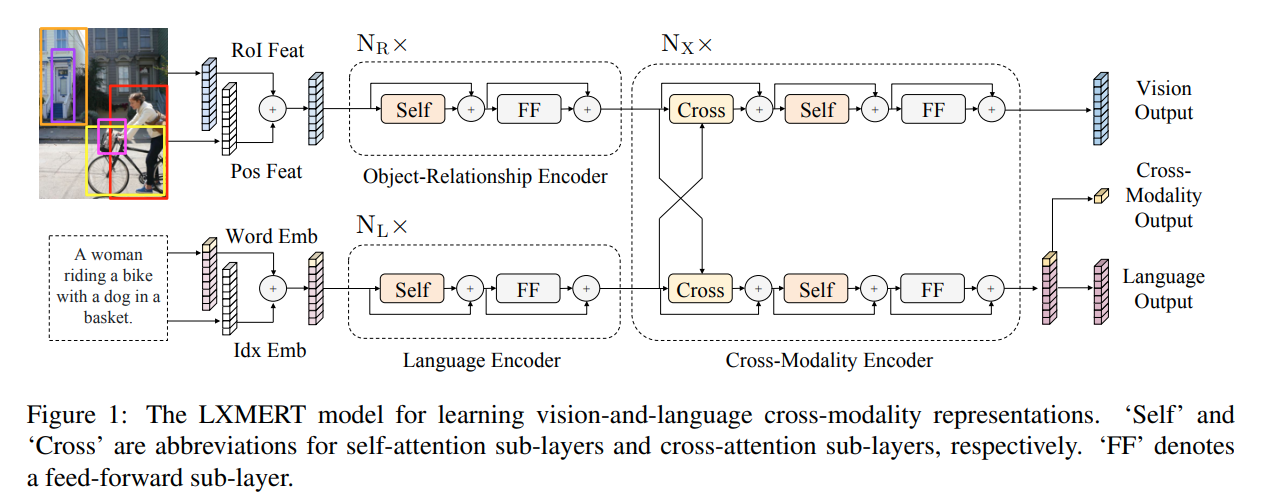 RoI Feat
Pos Feat
N_R×
Self
+
FF
+
+
Object-Relationship Encoder
A woman
riding a bike
with a dog in a
basket.
Word Emb
Idx Emb
+
N_L×
Self
+
FF
+
Language Encoder
N_X×
Cross
+
Self
+
FF
+
Cross
+
Self
+
FF
+
Cross-Modality Encoder
Vision
Output
Cross-
Modality
Output
Language
Output
Figure 1: The LXMERT model for learning vision-and-language cross-modality representations. ‘Self’ and
‘Cross’ are abbreviations for self-attention sub-layers and cross-attention sub-layers, respectively. ‘FF’ denotes
a feed-forward sub-layer.